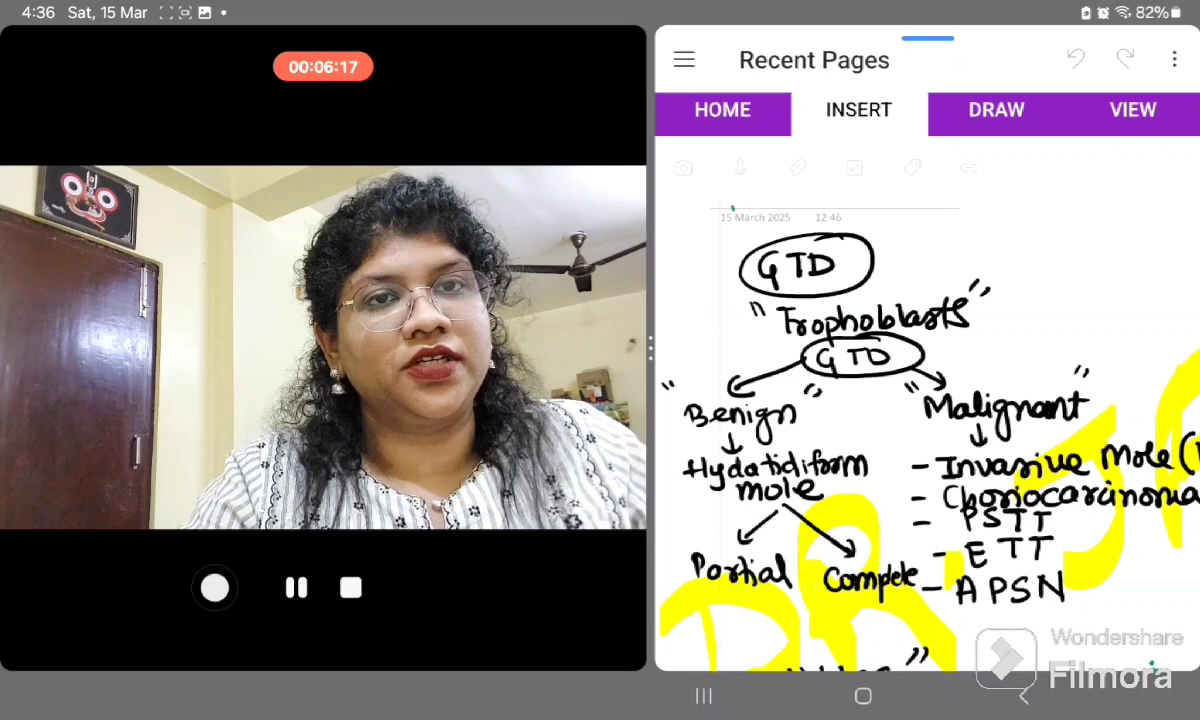 4:36 Sat, 15 Mar
82%
00:06:17
Recent Pages
HOME INSERT DRAW VIEW
15 March 2025 12:46
GTD
"Trophoblasts"
GTD
"Benign" "Malignant"
Hydatidiform mole
- Invasive Mole (
- Choriocarcinoma
- PSTT
- ETT
- APSN
Partial Complete
DR.
Wondershare
Filmora